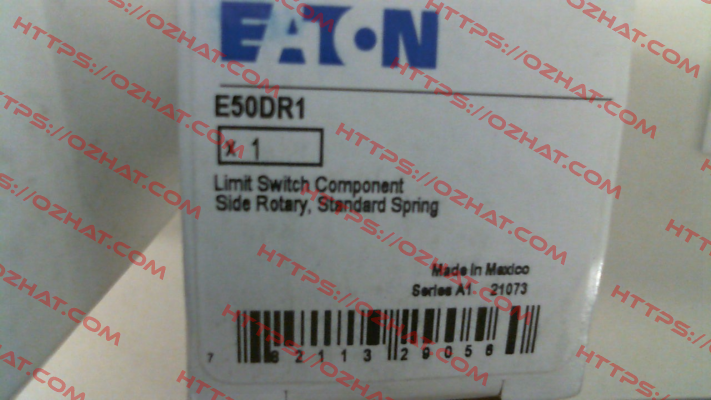 EATON
E50DR1
x 1
Limit Switch Component
Side Rotary, Standard Spring
Made in Mexico
Series A1 21073
7 82113 29056
HTTPS://OZHAT.COM